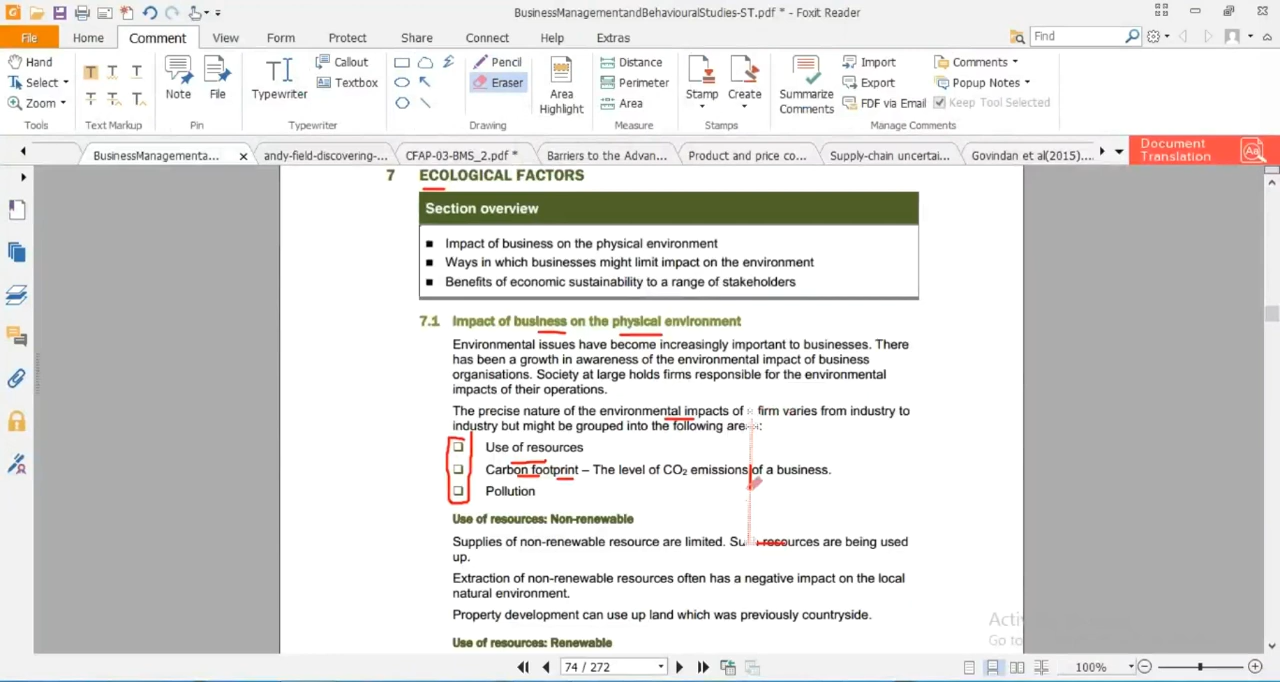 BusinessManagementandBehaviouralStudies-ST.pdf * - Foxit Reader
File Home Comment View Form Protect Share Connect Help Extras Find
Hand
Select
Zoom
Tools
Text Markup
Note
File
Pin
Typewriter
Callout
Textbox
Typewriter
Pencil
Eraser
Drawing
Area Highlight
Distance
Perimeter
Area
Measure
Stamp
Create
Stamps
Summarize Comments
Import
Export
FDF via Email
Comments
Popup Notes
Keep Tool Selected
Manage Comments
BusinessManagementa... x andy-field-discovering-... CFAP-03-BMS_2.pdf * Barriers to the Advan... Product and price co... Supply-chain uncertai... Govindan et al(2015)....
Document Translation
7 ECOLOGICAL FACTORS
Section overview
■ Impact of business on the physical environment
■ Ways in which businesses might limit impact on the environment
■ Benefits of economic sustainability to a range of stakeholders
7.1 Impact of business on the physical environment
Environmental issues have become increasingly important to businesses. There
has been a growth in awareness of the environmental impact of business
organisations. Society at large holds firms responsible for the environmental
impacts of their operations.
The precise nature of the environmental impacts of firm varies from industry to
industry but might be grouped into the following are :
❑ Use of resources
❑ Carbon footprint – The level of CO2 emissions of a business.
❑ Pollution
Use of resources: Non-renewable
Supplies of non-renewable resource are limited. Su resources are being used
up.
Extraction of non-renewable resources often has a negative impact on the local
natural environment.
Property development can use up land which was previously countryside.
Use of resources: Renewable
Activ
Go to
74 / 272
100%